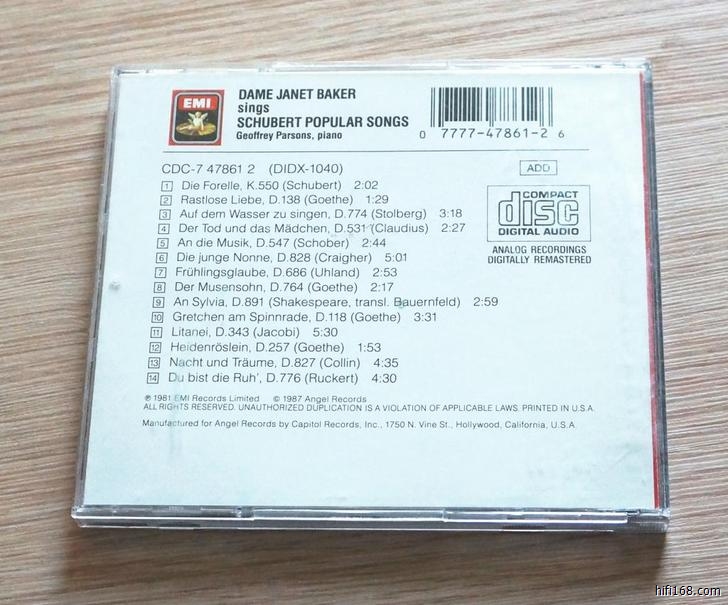 EMI
DAME JANET BAKER
sings
SCHUBERT POPULAR SONGS
Geoffrey Parsons, piano
0 7777-47861-2 6
CDC-7 47861 2 (DIDX-1040)
ADD
1 Die Forelle, K.550 (Schubert) 2:02
2 Rastlose Liebe, D.138 (Goethe) 1:29
3 Auf dem Wasser zu singen, D.774 (Stolberg) 3:18
4 Der Tod und das Mädchen, D.531 (Claudius) 2:27
5 An die Musik, D.547 (Schober) 2:44
6 Die junge Nonne, D.828 (Craigher) 5:01
7 Frühlingsglaube, D.686 (Uhland) 2:53
8 Der Musensohn, D.764 (Goethe) 2:17
9 An Sylvia, D.891 (Shakespeare, transl. Bauernfeld) 2:59
10 Gretchen am Spinnrade, D.118 (Goethe) 3:31
11 Litanei, D.343 (Jacobi) 5:30
12 Heidenröslein, D.257 (Goethe) 1:53
13 Nacht und Träume, D.827 (Collin) 4:35
14 Du bist die Ruh', D.776 (Ruckert) 4:30
COMPACT
disc
DIGITAL AUDIO
ANALOG RECORDINGS
DIGITALLY REMASTERED
℗ 1981 EMI Records Limited © 1987 Angel Records
ALL RIGHTS RESERVED. UNAUTHORIZED DUPLICATION IS A VIOLATION OF APPLICABLE LAWS. PRINTED IN U.S.A.
Manufactured for Angel Records by Capitol Records, Inc., 1750 N. Vine St., Hollywood, California, U.S.A.
hifi168.com